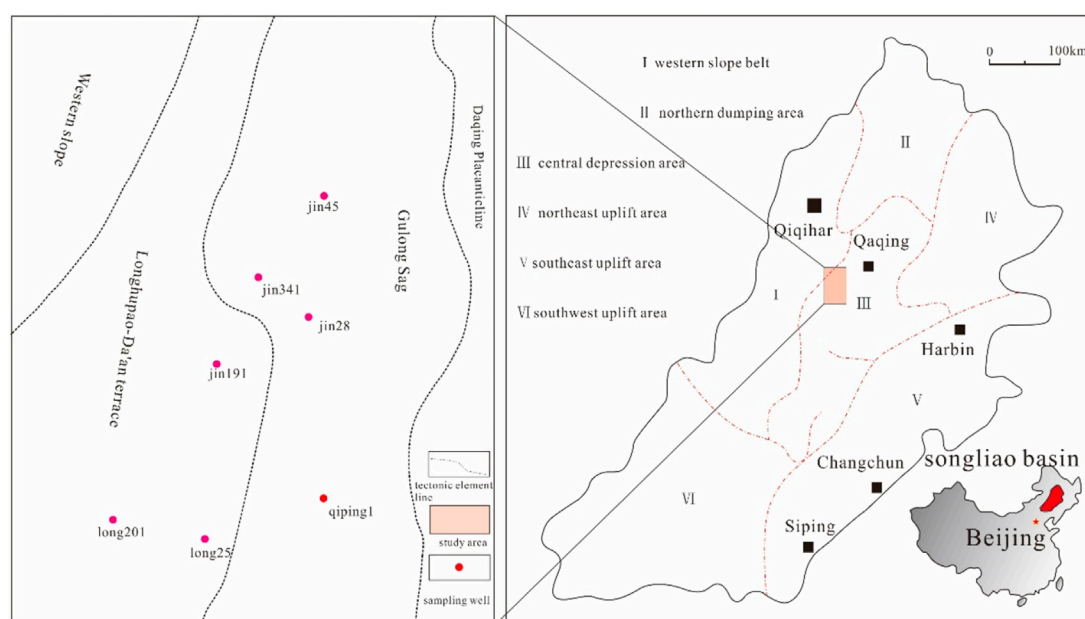 Western slope
Longhupao-Da'an terrace
Gulong Sag
Daqing Placanticline
jin45
jin341
jin28
jin191
qiping1
long201
long25
tectonic element
line
study area
sampling well
0 100km
I western slope belt
II northern dumping area
III central depression area
IV northeast uplift area
V southeast uplift area
VI southwest uplift area
II
IV
Qiqihar
Qaqing
I
III
Harbin
V
Changchun
VI
Siping
songliao basin
Beijing